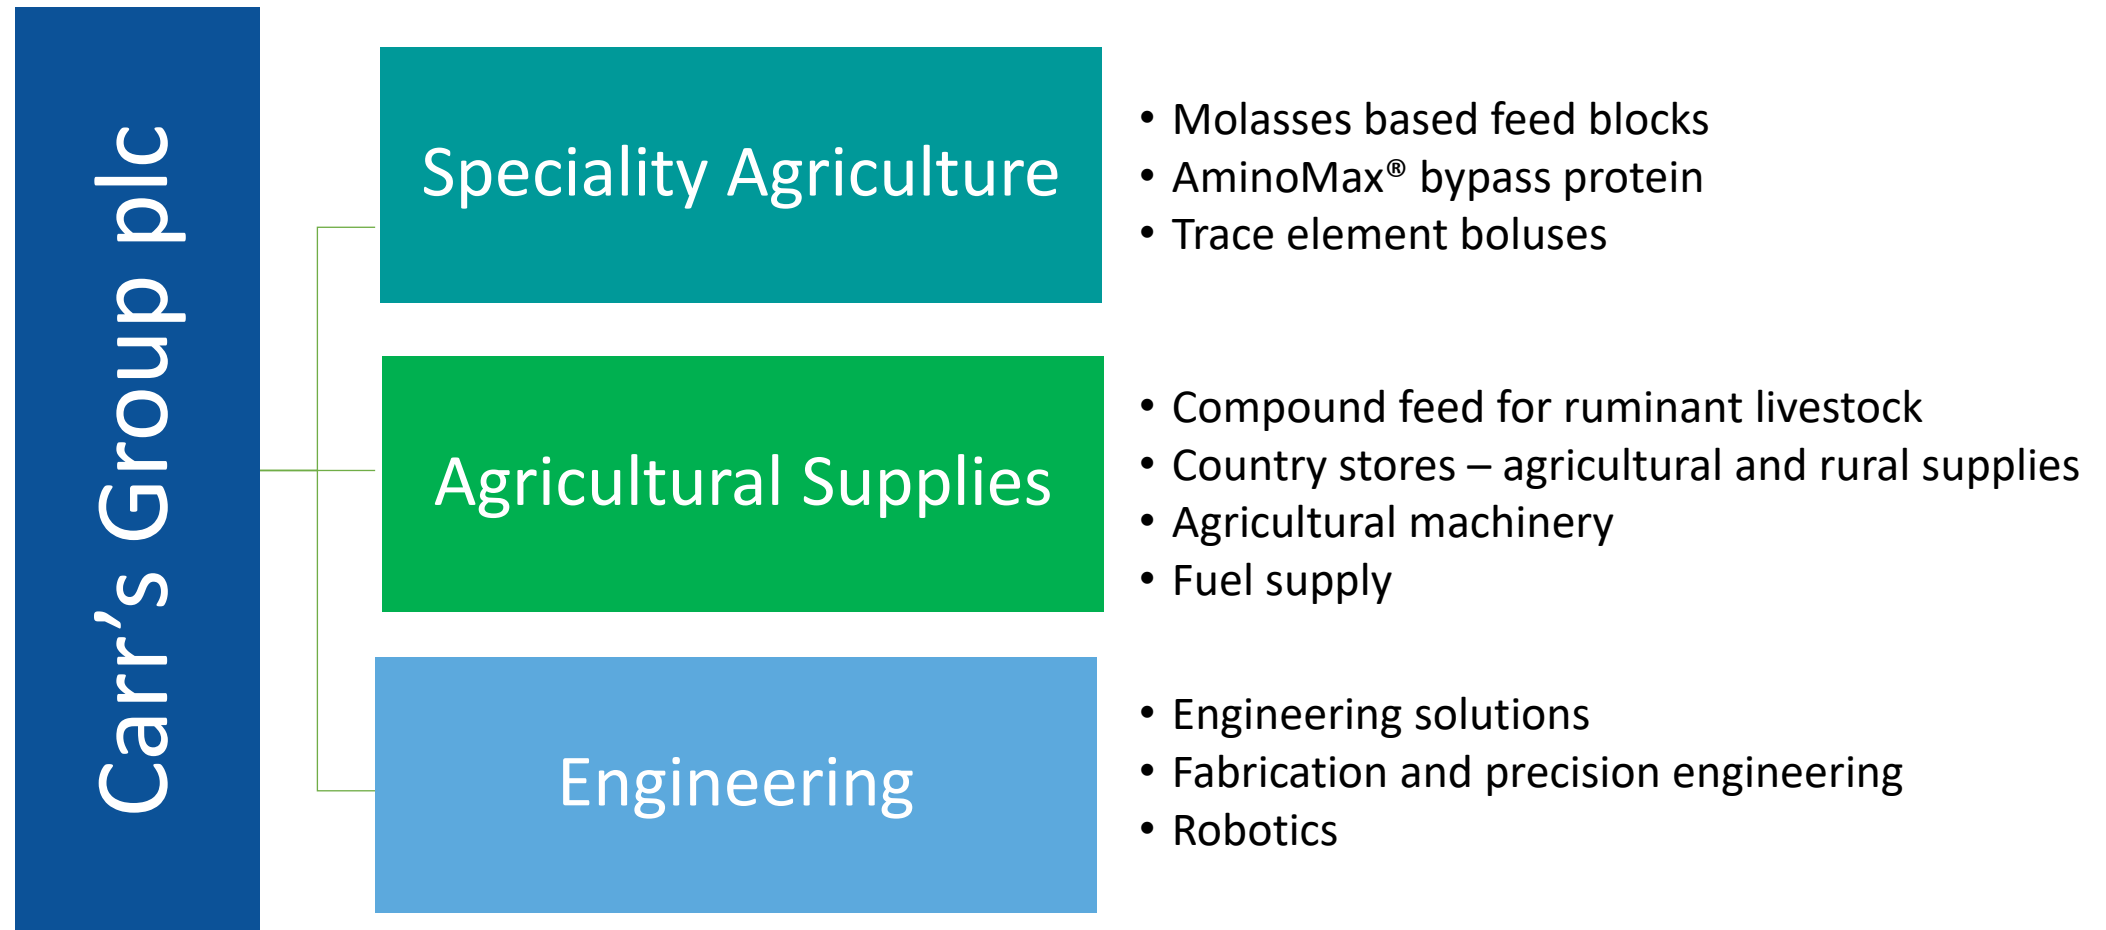 Carr’s Group plc
Speciality Agriculture
• Molasses based feed blocks
• AminoMax® bypass protein
• Trace element boluses
Agricultural Supplies
• Compound feed for ruminant livestock
• Country stores – agricultural and rural supplies
• Agricultural machinery
• Fuel supply
Engineering
• Engineering solutions
• Fabrication and precision engineering
• Robotics